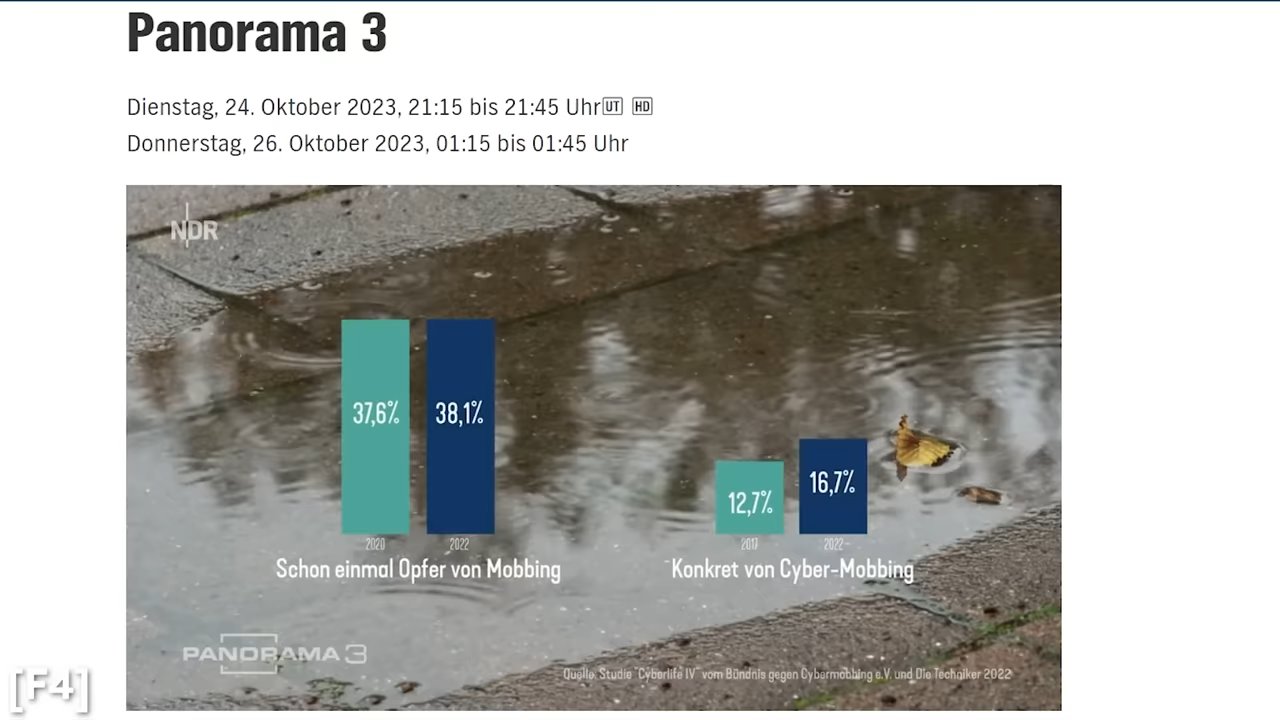 Panorama 3
Dienstag, 24. Oktober 2023, 21:15 bis 21:45 Uhr UT HD
Donnerstag, 26. Oktober 2023, 01:15 bis 01:45 Uhr
NDR
37,6% 38,1%
12,7% 16,7%
2020 2022
2017 2022
Schon einmal Opfer von Mobbing
Konkret von Cyber-Mobbing
PANORAMA 3
Quelle: Studie "Cyberlife IV" vom Bündnis gegen Cybermobbing e.V. und Die Techniker 2022
[F4]